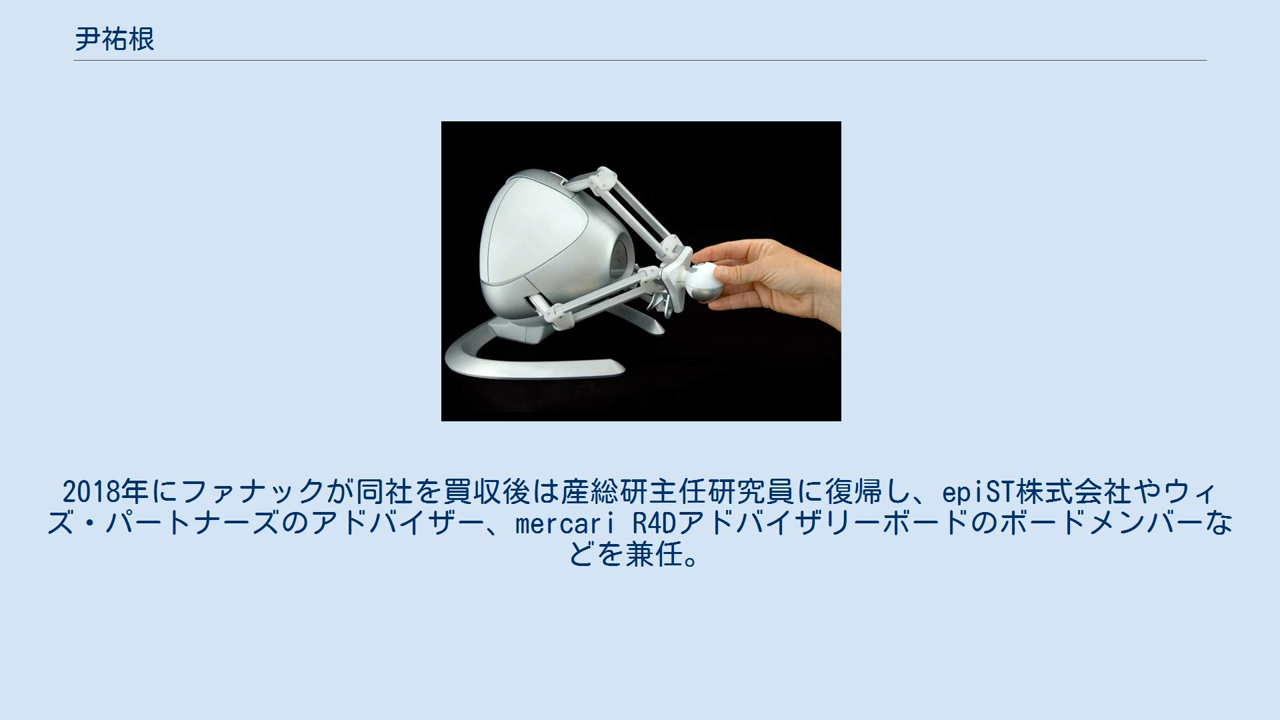 尹祐根
2018年にファナックが同社を買収後は産総研主任研究員に復帰し、epiST株式会社やウィ
ズ・パートナーズのアドバイザー、mercari R4Dアドバイザリーボードのボードメンバーな
どを兼任。